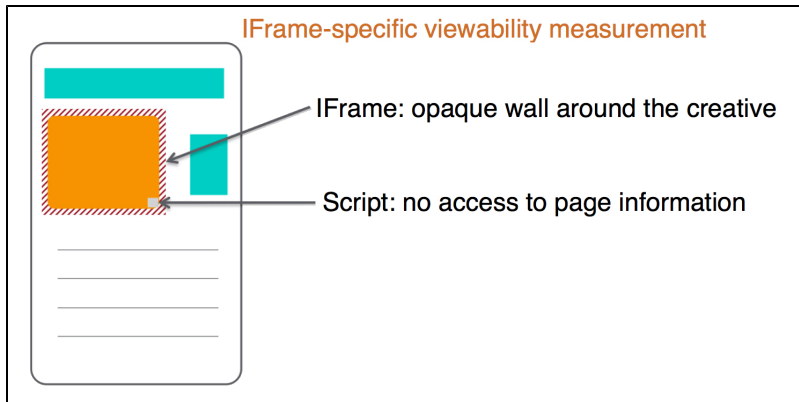 IFrame-specific viewability measurement
IFrame: opaque wall around the creative
Script: no access to page information